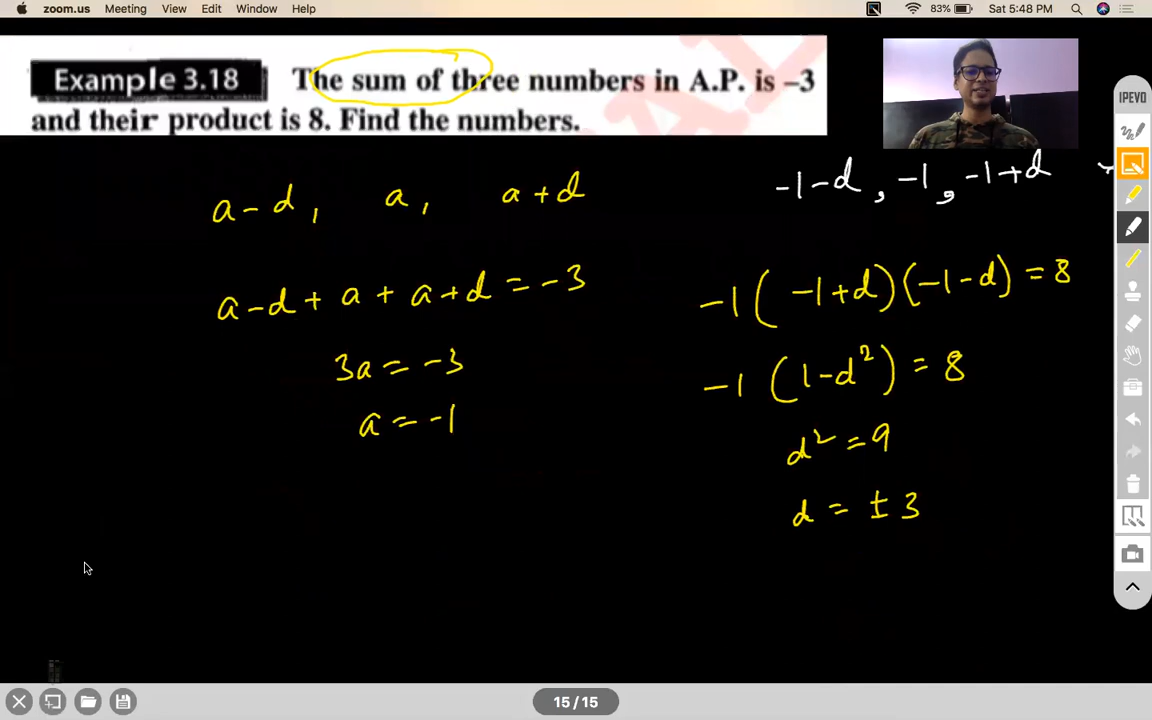 zoom.us Meeting View Edit Window Help 83% Sat 5:48 PM
Example 3.18 The sum of three numbers in A.P. is –3
and their product is 8. Find the numbers.
IPEVO
a-d, a, a+d
-1-d, -1, -1+d
a-d+a+a+d=-3
3a=-3
a=-1
-1(-1+d)(-1-d)=8
-1(1-d²)=8
d²=9
d=±3
15/15